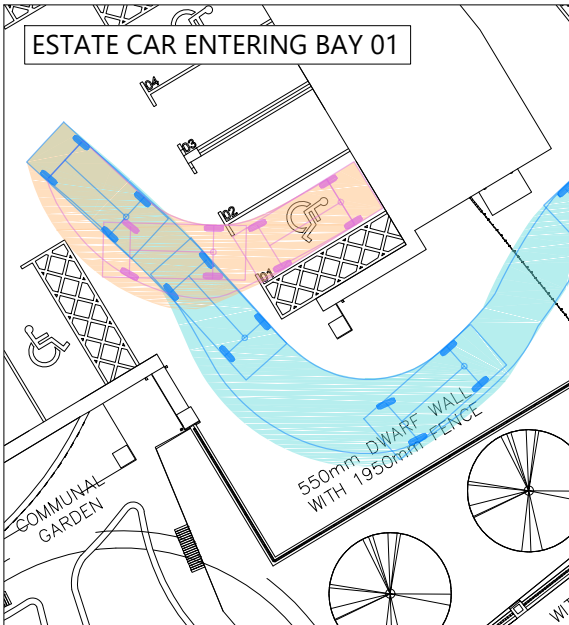 ESTATE CAR ENTERING BAY 01
04
03
02
01
550mm DWARF WALL
WITH 1950mm FENCE
COMMUNAL
GARDEN